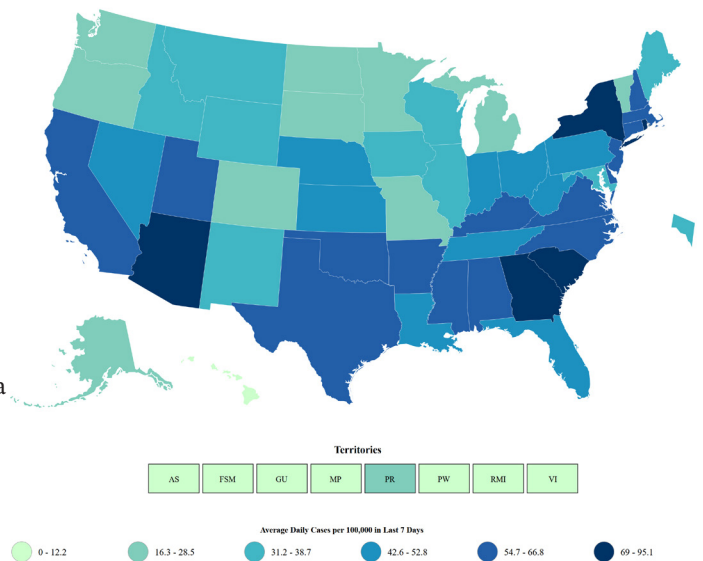 a
Territories
AS FSM GU MP PR PW RMI VI
Average Daily Cases per 100,000 in Last 7 Days
0 - 12.2 16.3 - 28.5 31.2 - 38.7 42.6 - 52.8 54.7 - 66.8 69 - 95.1